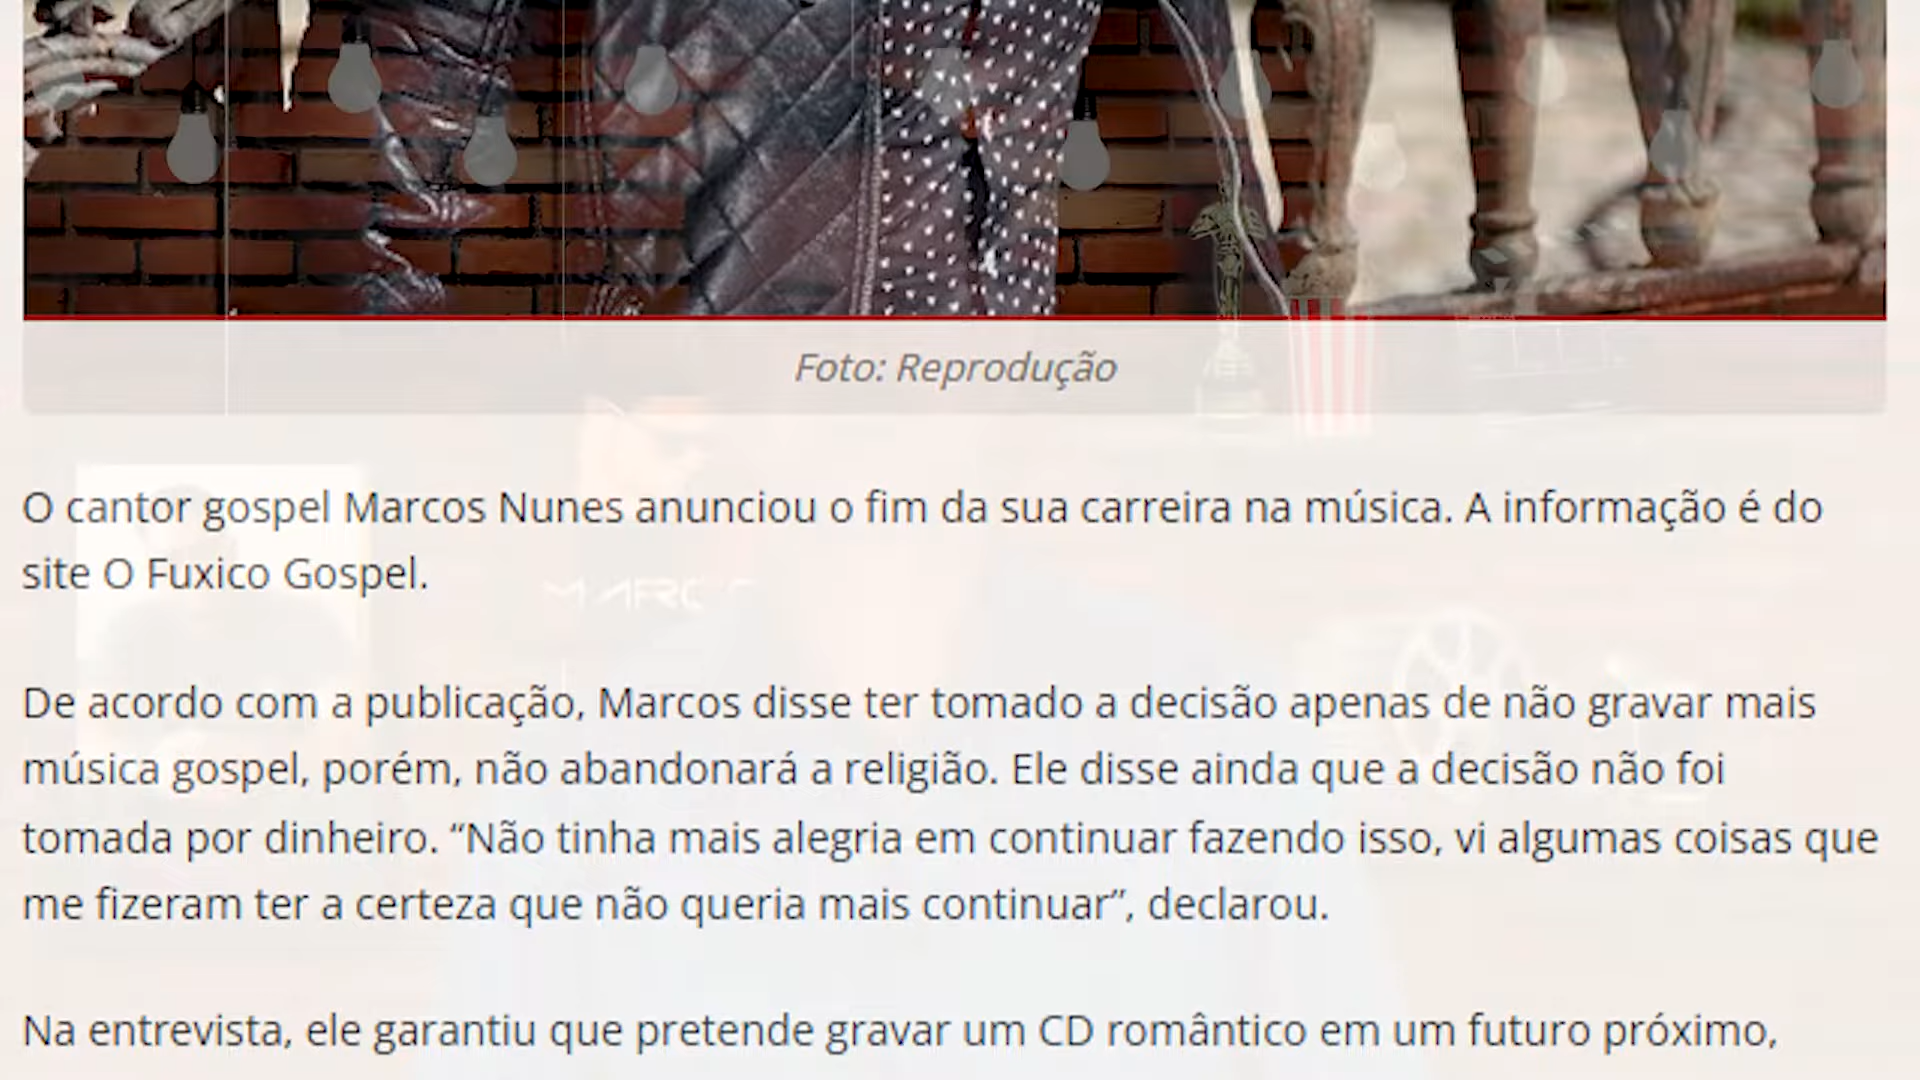 Foto: Reprodução
O cantor gospel Marcos Nunes anunciou o fim da sua carreira na música. A informação é do
site O Fuxico Gospel.
De acordo com a publicação, Marcos disse ter tomado a decisão apenas de não gravar mais
música gospel, porém, não abandonará a religião. Ele disse ainda que a decisão não foi
tomada por dinheiro. “Não tinha mais alegria em continuar fazendo isso, vi algumas coisas que
me fizeram ter a certeza que não queria mais continuar”, declarou.
Na entrevista, ele garantiu que pretende gravar um CD romântico em um futuro próximo,